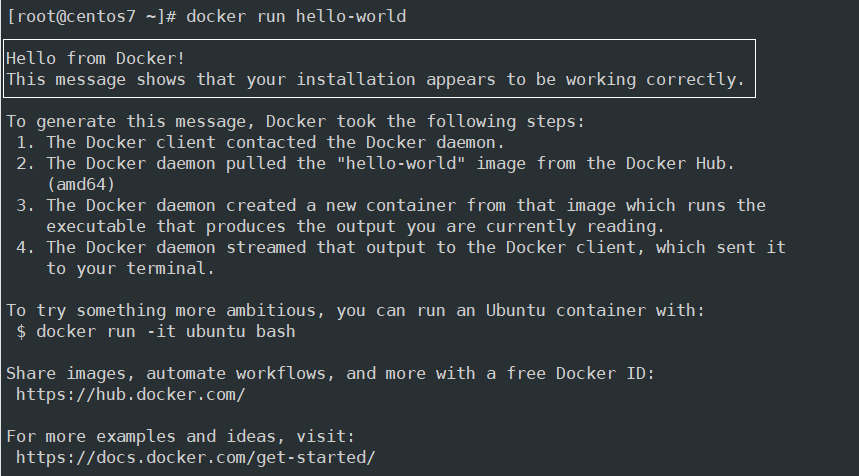 [root@centos7 ~]# docker run hello-world
Hello from Docker!
This message shows that your installation appears to be working correctly.
To generate this message, Docker took the following steps:
1. The Docker client contacted the Docker daemon.
2. The Docker daemon pulled the "hello-world" image from the Docker Hub.
(amd64)
3. The Docker daemon created a new container from that image which runs the
executable that produces the output you are currently reading.
4. The Docker daemon streamed that output to the Docker client, which sent it
to your terminal.
To try something more ambitious, you can run an Ubuntu container with:
$ docker run -it ubuntu bash
Share images, automate workflows, and more with a free Docker ID:
https://hub.docker.com/
For more examples and ideas, visit:
https://docs.docker.com/get-started/